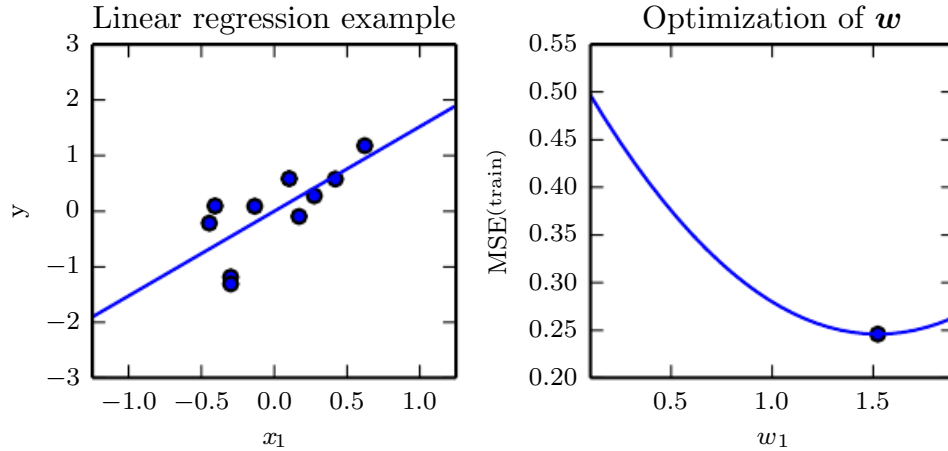 Linear regression example
3
2
1
0
−1
−2
−3
y
−1.0 −0.5 0.0 0.5 1.0
x1
Optimization of w
0.55
0.50
0.45
0.40
0.35
0.30
0.25
0.20
MSE(train)
0.5 1.0 1.5
w1